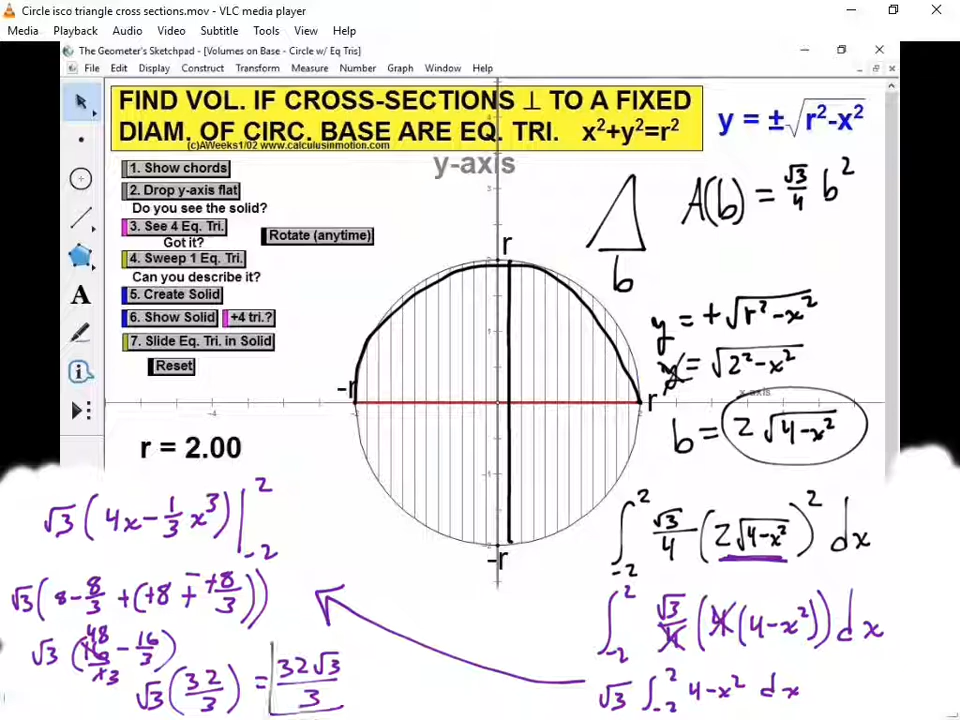 Circle isco triangle cross sections.mov - VLC media player
Media Playback Audio Video Subtitle Tools View Help
The Geometer's Sketchpad - [Volumes on Base - Circle w/ Eq Tris]
File Edit Display Construct Transform Measure Number Graph Window Help
FIND VOL. IF CROSS-SECTIONS ⊥ TO A FIXED
DIAM. OF CIRC. BASE ARE EQ. TRI. x²+y²=r²
(c)AWeeks1/02 www.calculusinmotion.com
y = ±√(r²-x²)
y-axis
1. Show chords
2. Drop y-axis flat
Do you see the solid?
3. See 4 Eq. Tri.
Got it?
Rotate (anytime)
4. Sweep 1 Eq. Tri.
Can you describe it?
5. Create Solid
6. Show Solid +4 tri.?
7. Slide Eq. Tri. in Solid
Reset
r = 2.00
r
-r
r
-r
x axis
b
A(b) = √3/4 b²
y = +√(r²-x²)
= √(2²-x²)
b = 2√(4-x²)
∫₋₂² √3/4 (2√(4-x²))² dx
∫₋₂² √3/4 (4(4-x²)) dx
√3 ∫₋₂² 4-x² dx
√3 (4x - 1/3 x³) |₋₂²
√3 (8 - 8/3 + (+8 - +8/3))
√3 (48/3 - 16/3)
√3 (32/3) = 32√3/3